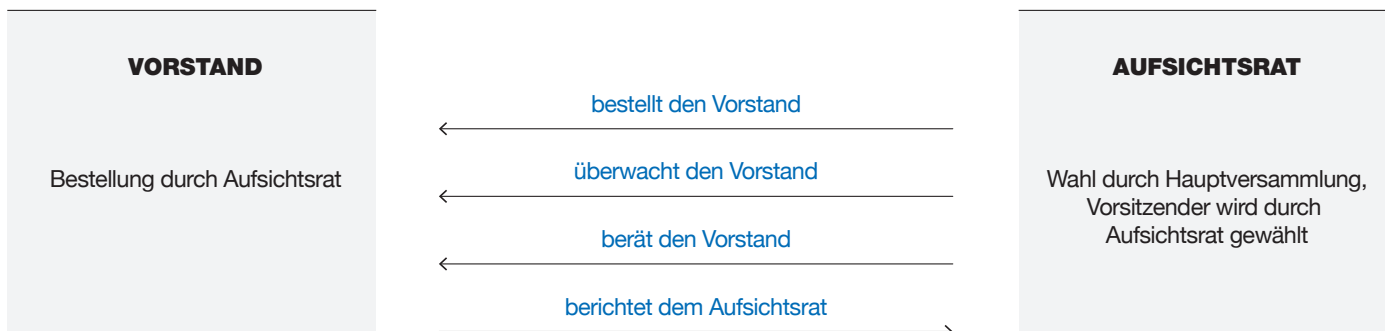 VORSTAND
Bestellung durch Aufsichtsrat
bestellt den Vorstand
überwacht den Vorstand
berät den Vorstand
berichtet dem Aufsichtsrat
AUFSICHTSRAT
Wahl durch Hauptversammlung,
Vorsitzender wird durch
Aufsichtsrat gewählt